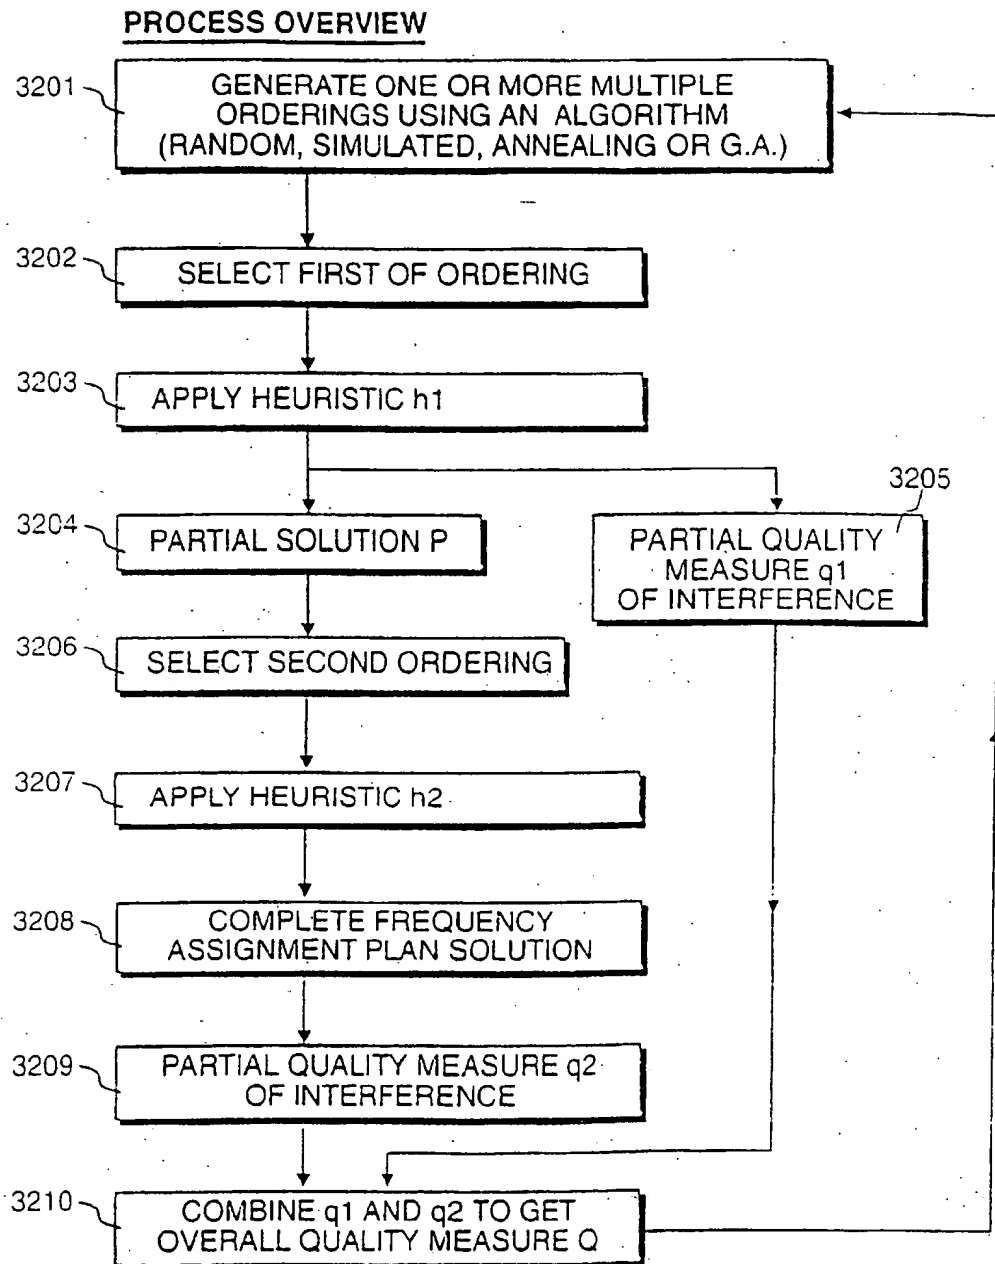 PROCESS OVERVIEW
3201
GENERATE ONE OR MORE MULTIPLE
ORDERINGS USING AN ALGORITHM
(RANDOM, SIMULATED, ANNEALING OR G.A.)
3202
SELECT FIRST OF ORDERING
3203
APPLY HEURISTIC h1
3204
PARTIAL SOLUTION P
3205
PARTIAL QUALITY
MEASURE q1
OF INTERFERENCE
3206
SELECT SECOND ORDERING
3207
APPLY HEURISTIC h2
3208
COMPLETE FREQUENCY
ASSIGNMENT PLAN SOLUTION
3209
PARTIAL QUALITY MEASURE q2
OF INTERFERENCE
3210
COMBINE q1 AND q2 TO GET
OVERALL QUALITY MEASURE Q